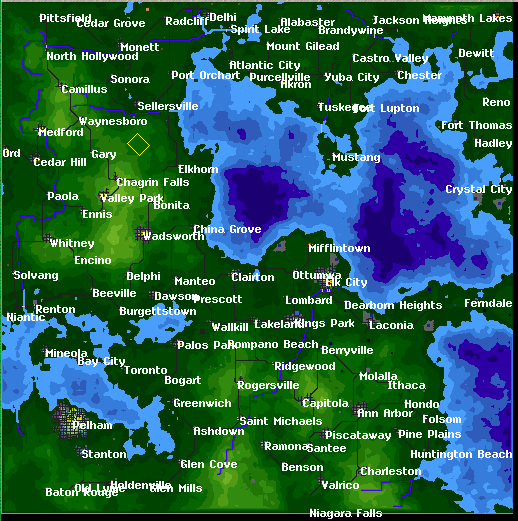 Pittsfield
Cedar Grove
Radcliff
Delhi
Spirit Lake
Alabaster
Brandywine
Jackson Heights
Mammoth Lakes
Monett
Mount Gilead
North Hollywood
Castro Valley
Dewitt
Atlantic City
Port Orchart
Purcellville
Yuba City
Chester
Sonora
Akron
Camillus
Sellersville
Tuskegee
Fort Lupton
Reno
Waynesboro
Fort Thomas
Medford
Hadley
Ord
Gary
Cedar Hill
Mustang
Elkhorn
Chagrin Falls
Crystal City
Paola
Valley Park
Bonita
Ennis
China Grove
Whitney
Wadsworth
Mifflintown
Encino
Solvang
Delphi
Manteo
Clairton
Ottumwa
Elk City
Beeville
Dawson
Prescott
Lombard
Dearborn Heights
Ferndale
Renton
Niantic
Burgettstown
Wallkill
Lakeland
Kings Park
Laconia
Mineola
Palos Park
Pompano Beach
Berryville
Bay City
Toronto
Ridgewood
Bogart
Rogersville
Molalla
Ithaca
Greenwich
Capitola
Hondo
Ann Arbor
Pelham
Saint Michaels
Folsom
Ashdown
Piscataway
Pine Plains
Stanton
Ramona
Santee
Huntington Beach
Glen Cove
Benson
Charleston
Baton Rouge
Old Lyme
Holdenville
Glen Mills
Valrico
Niagara Falls